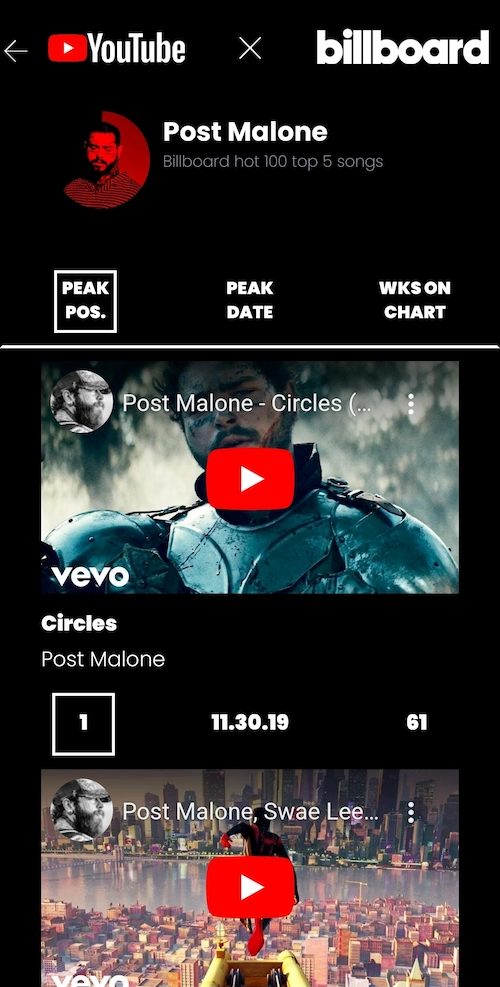 YouTube billboard
Post Malone
Billboard hot 100 top 5 songs
PEAK POS.
PEAK DATE
WKS ON CHART
Post Malone - Circles (...
vevo
Circles
Post Malone
1 11.30.19 61
Post Malone, Swae Lee...
vevo